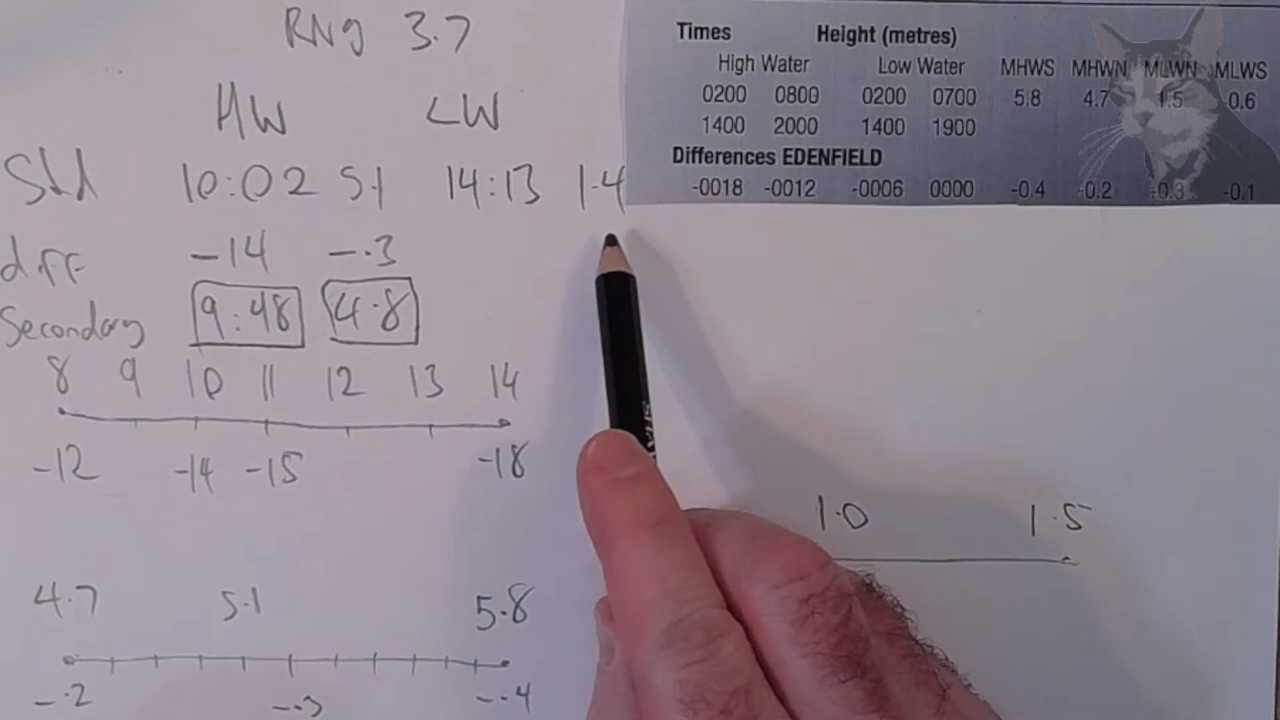 RNg 3.7
HW LW
Std 10:02 5.1 14:13 1.4
diff -14 -.3
Secondary 9:48 4.8
8 9 10 11 12 13 14
-12 -14 -15 -18
4.7 5.1 5.8
-.2 -.3 -.4
1.0 1.5
Times Height (metres)
High Water Low Water MHWS MHWN MLWN MLWS
0200 0800 0200 0700 5.8 4.7 1.5 0.6
1400 2000 1400 1900
Differences EDENFIELD
-0018 -0012 -0006 0000 -0.4 -0.2 -0.3 -0.1